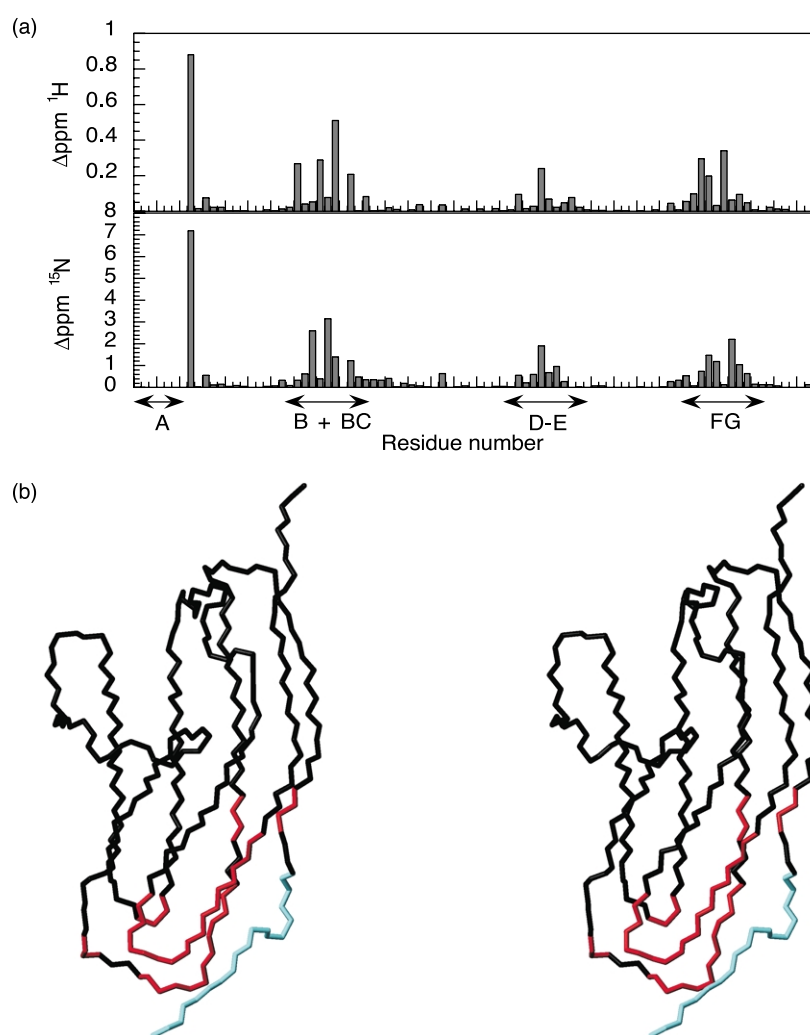 (a)
1
0.8
0.6
0.4
0.2
Δppm ¹H
8
7
6
5
4
3
2
1
0
Δppm ¹⁵N
A
B + BC
D-E
FG
Residue number
(b)